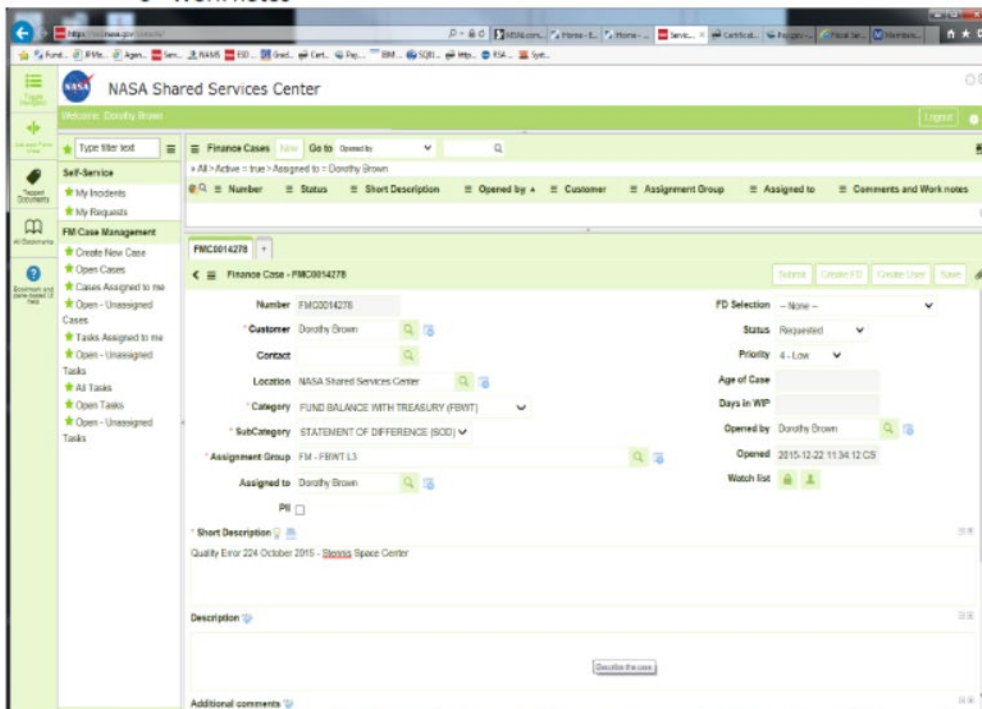 Work notes
NASA
NASA Shared Services Center
Welcome: Dorothy Brown
Logout
Type filter text
Finance Cases New Go to Opened by
All > Active = true > Assigned to = Dorothy Brown
Number Status Short Description Opened by Customer Assignment Group Assigned to Comments and Work notes
Self-Service
My Incidents
My Requests
FM Case Management
Create New Case
Open Cases
Cases Assigned to me
Open - Unassigned
Cases
Tasks Assigned to me
Open - Unassigned
Tasks
All Tasks
Open Tasks
Open - Unassigned
Tasks
Tagged
Documents
All Bookmarks
FMC0014278 +
Finance Case - FMC0014278
Submit Create FD Create User Save
Number FMC0014278
* Customer Dorothy Brown
Contact
Location NASA Shared Services Center
* Category FUND BALANCE WITH TREASURY (FBWT)
* SubCategory STATEMENT OF DIFFERENCE (SOD)
* Assignment Group FM - FBWT L3
Assigned to Dorothy Brown
PII
FD Selection -- None --
Status Requested
Priority 4 - Low
Age of Case
Days in WIP
Opened by Dorothy Brown
Opened 2015-12-22 11:34:12 CS
Watch list
* Short Description
Quality Error 224 October 2015 - Stennis Space Center
Description
Describe the case
Additional comments